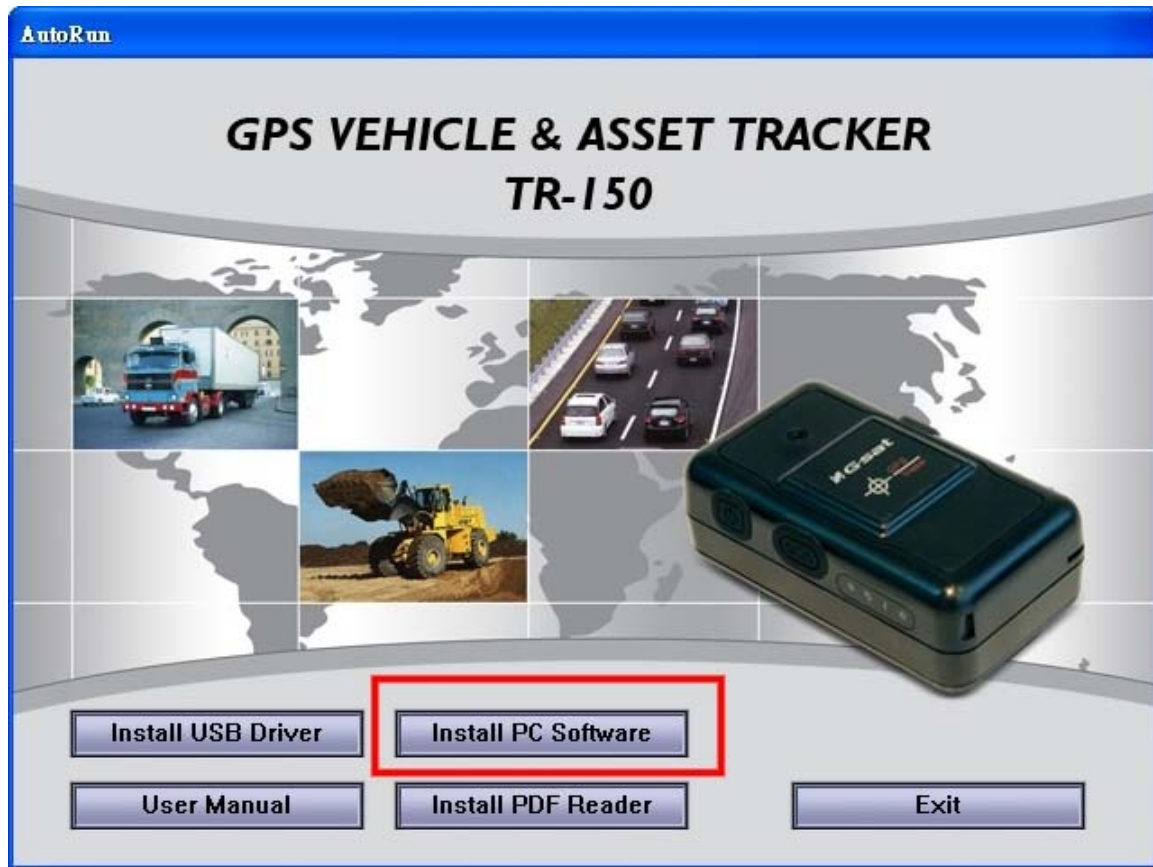 AutoRun
GPS VEHICLE & ASSET TRACKER
TR-150
G-sat
Install USB Driver
Install PC Software
User Manual
Install PDF Reader
Exit